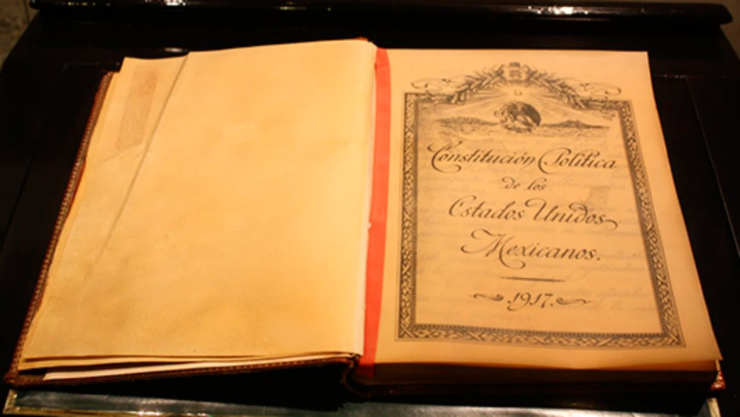 Constitución Política
de los
Estados Unidos
Mexicanos.
1917.